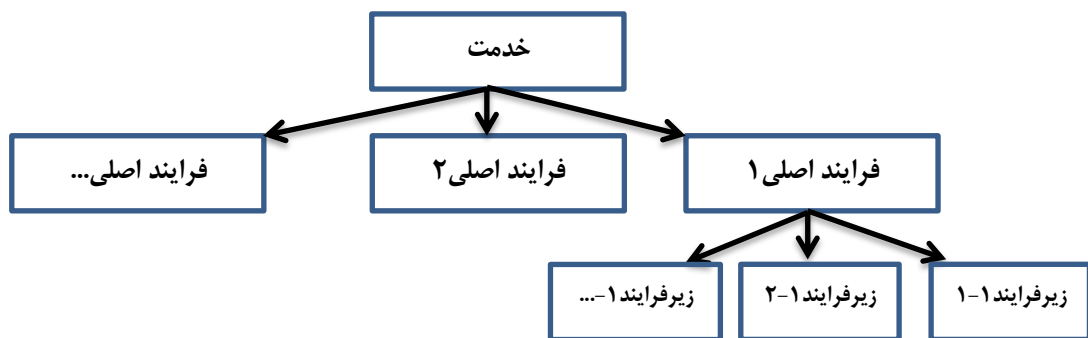 خدمت
فرایند اصلی۱
فرایند اصلی۲
فرایند اصلی...
زیرفرایند۱-۱
زیرفرایند۱-۲
زیرفرایند۱-...